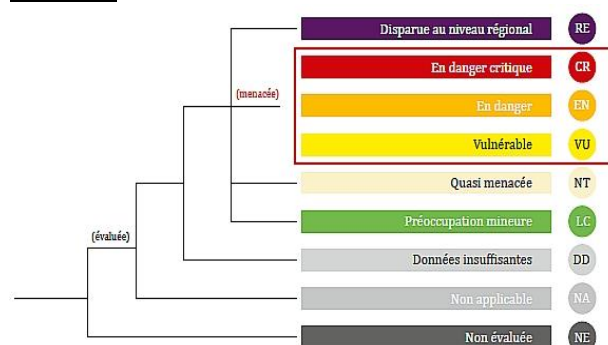 Disparue au niveau régional RE
En danger critique CR
(menacée)
En danger EN
Vulnérable VU
Quasi menacée NT
Préoccupation mineure LC
(évaluée)
Données insuffisantes DD
Non applicable NA
Non évaluée NE